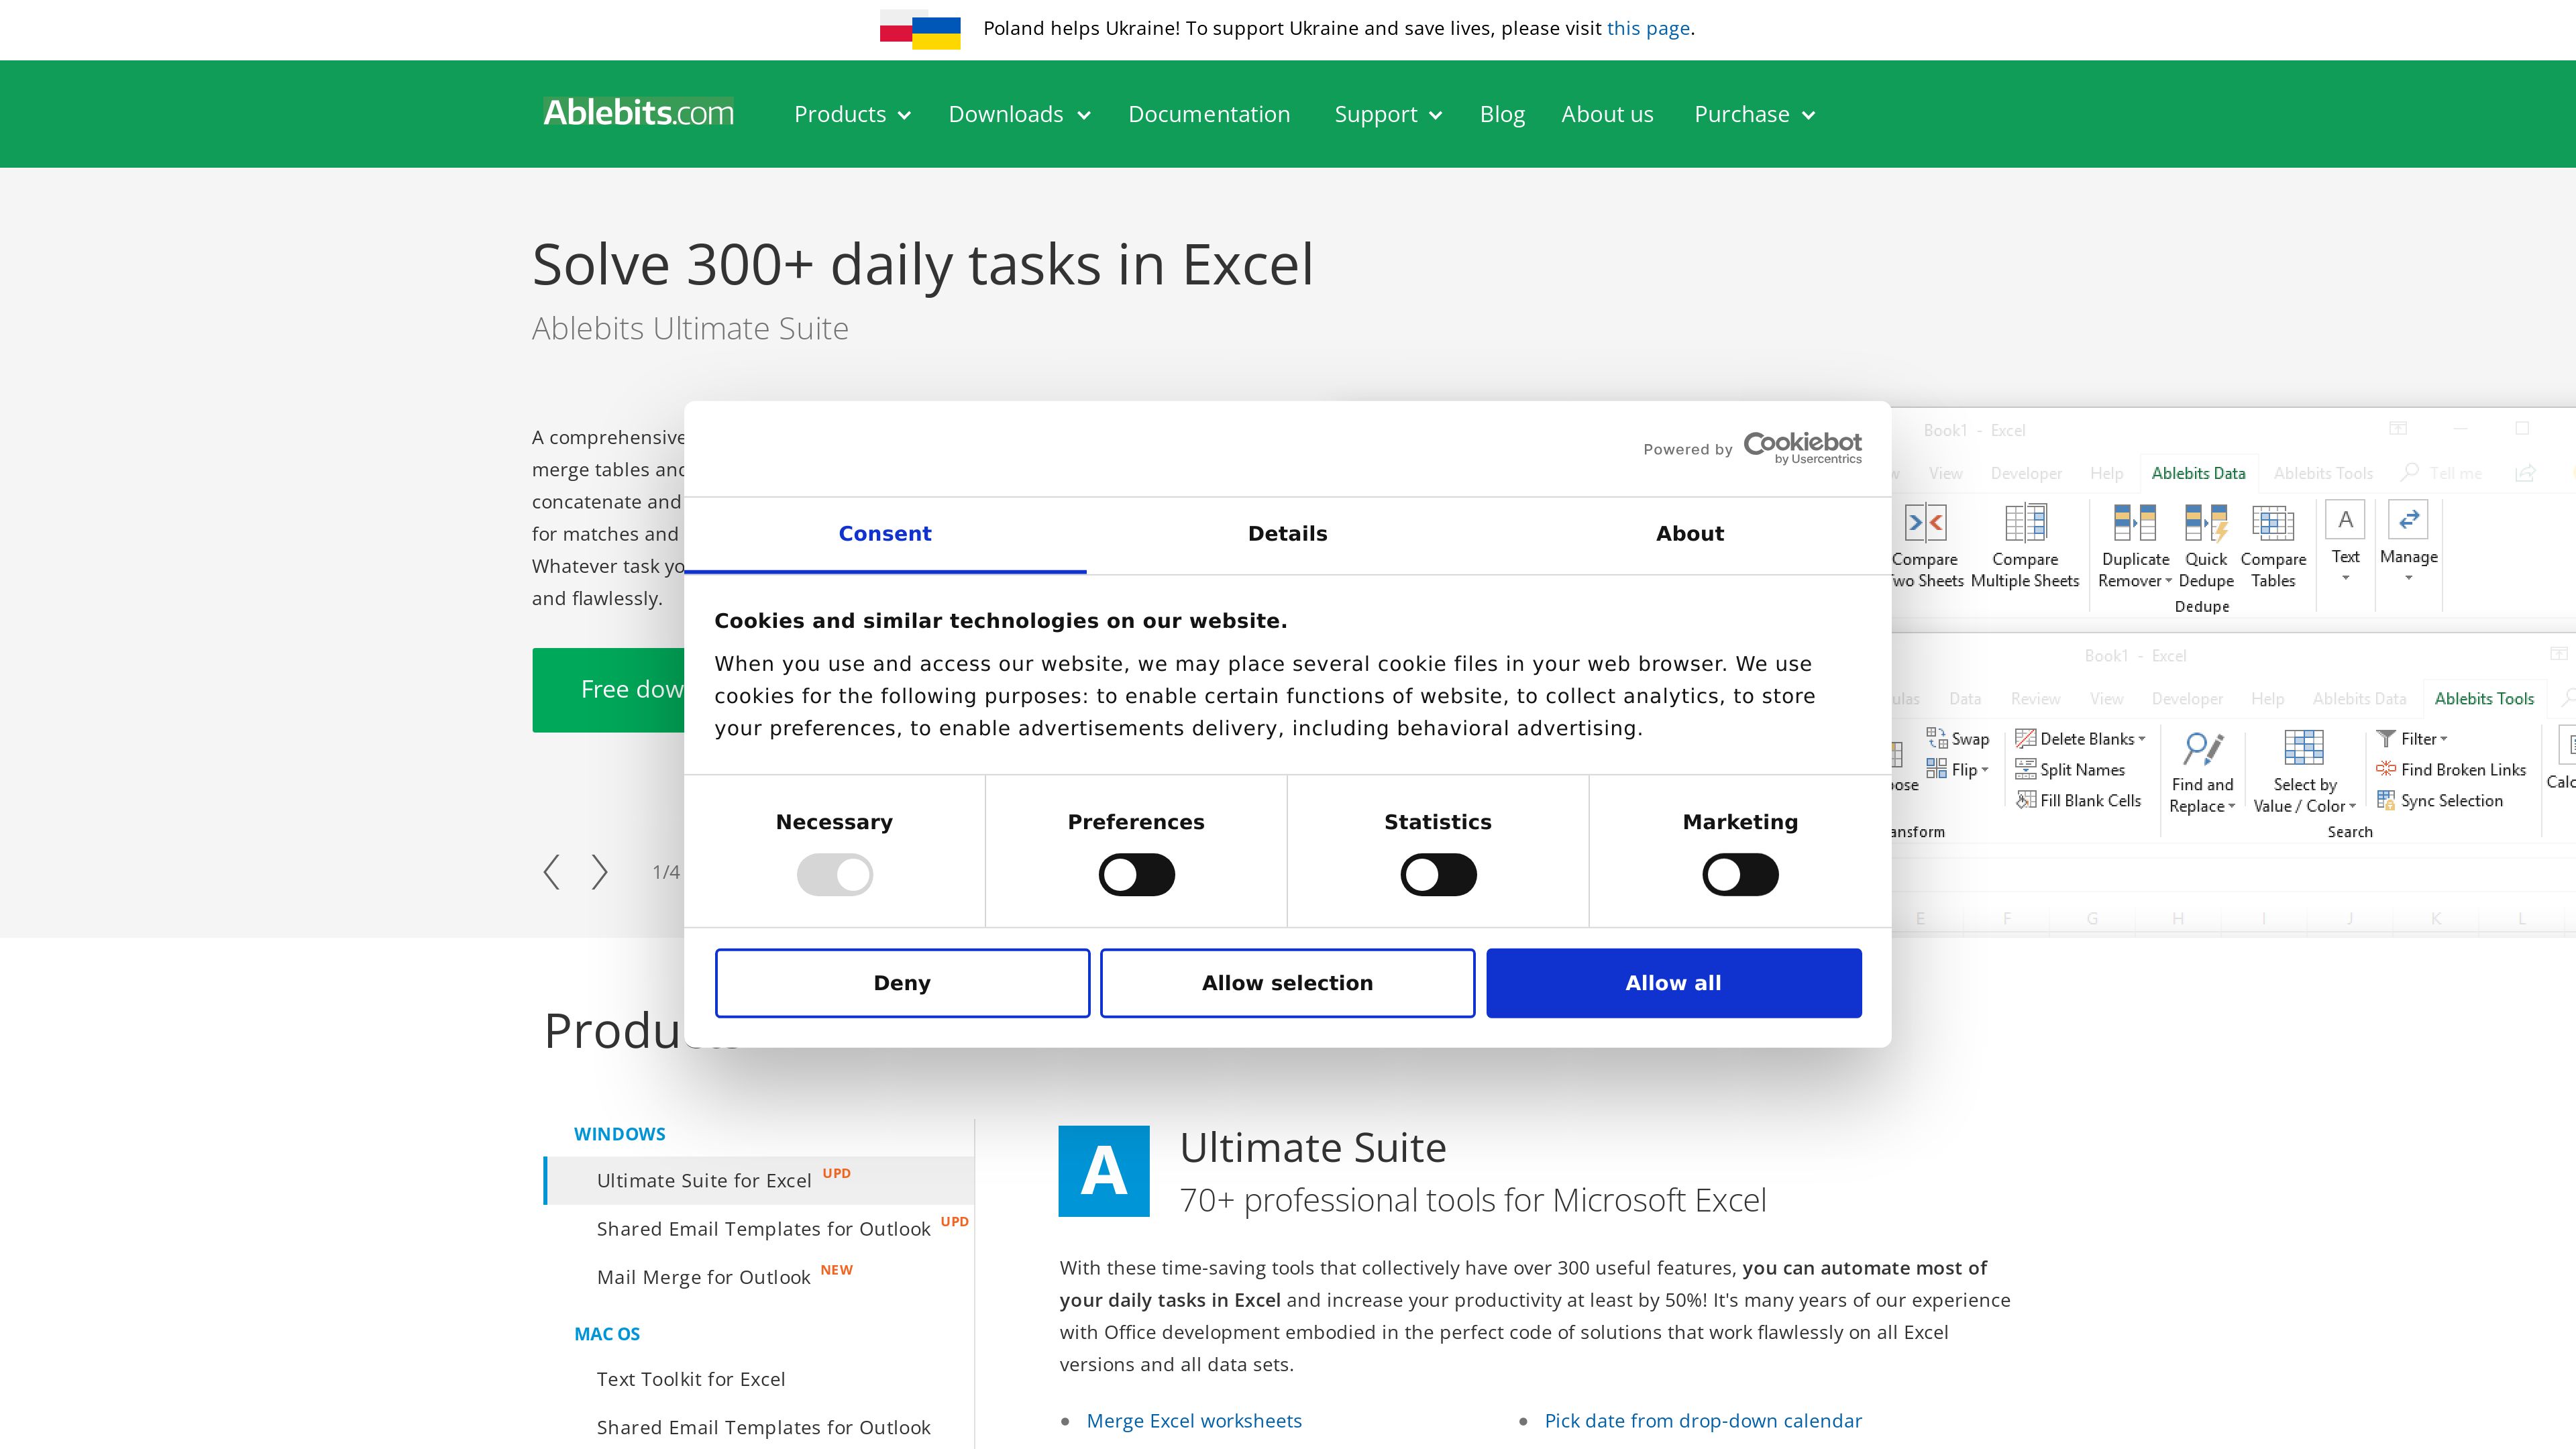 Poland helps Ukraine! To support Ukraine and save lives, please visit this page.
Ablebits.com
Products
Downloads
Documentation
Support
Blog
About us
Purchase
Solve 300+ daily tasks in Excel
Ablebits Ultimate Suite
A comprehensive
merge tables and
concatenate and
for matches and
Whatever task yo
and flawlessly.
Free dow
1/4
Powered by Cookiebot
by Usercentrics
Consent
Details
About
Cookies and similar technologies on our website.
When you use and access our website, we may place several cookie files in your web browser. We use
cookies for the following purposes: to enable certain functions of website, to collect analytics, to store
your preferences, to enable advertisements delivery, including behavioral advertising.
Necessary
Preferences
Statistics
Marketing
Deny
Allow selection
Allow all
Book1 - Excel
View
Developer
Help
Ablebits Data
Ablebits Tools
Tell me
Compare
Two Sheets
Compare
Multiple Sheets
Duplicate
Remover
Quick
Dedupe
Compare
Tables
Dedupe
A
Text
Manage
Book1 - Excel
ulas
Data
Review
View
Developer
Help
Ablebits Data
Ablebits Tools
Swap
Flip
Delete Blanks
Split Names
Fill Blank Cells
Find and
Replace
Select by
Value / Color
Filter
Find Broken Links
Sync Selection
Calc
ansform
Search
E F G H I J K L
Products
WINDOWS
Ultimate Suite for Excel UPD
Shared Email Templates for Outlook UPD
Mail Merge for Outlook NEW
MAC OS
Text Toolkit for Excel
Shared Email Templates for Outlook
A
Ultimate Suite
70+ professional tools for Microsoft Excel
With these time-saving tools that collectively have over 300 useful features, you can automate most of
your daily tasks in Excel and increase your productivity at least by 50%! It's many years of our experience
with Office development embodied in the perfect code of solutions that work flawlessly on all Excel
versions and all data sets.
Merge Excel worksheets
Pick date from drop-down calendar